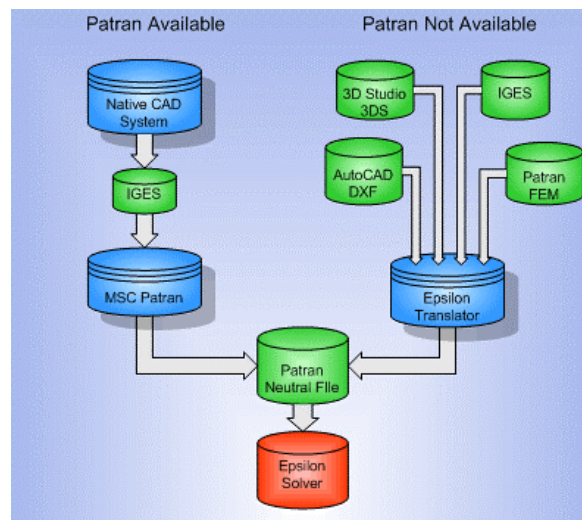 Patran Available
Patran Not Available
Native CAD
System
IGES
MSC Patran
3D Studio
3DS
IGES
AutoCAD
DXF
Patran
FEM
Epsilon
Translator
Patran
Neutral FIle
Epsilon
Solver